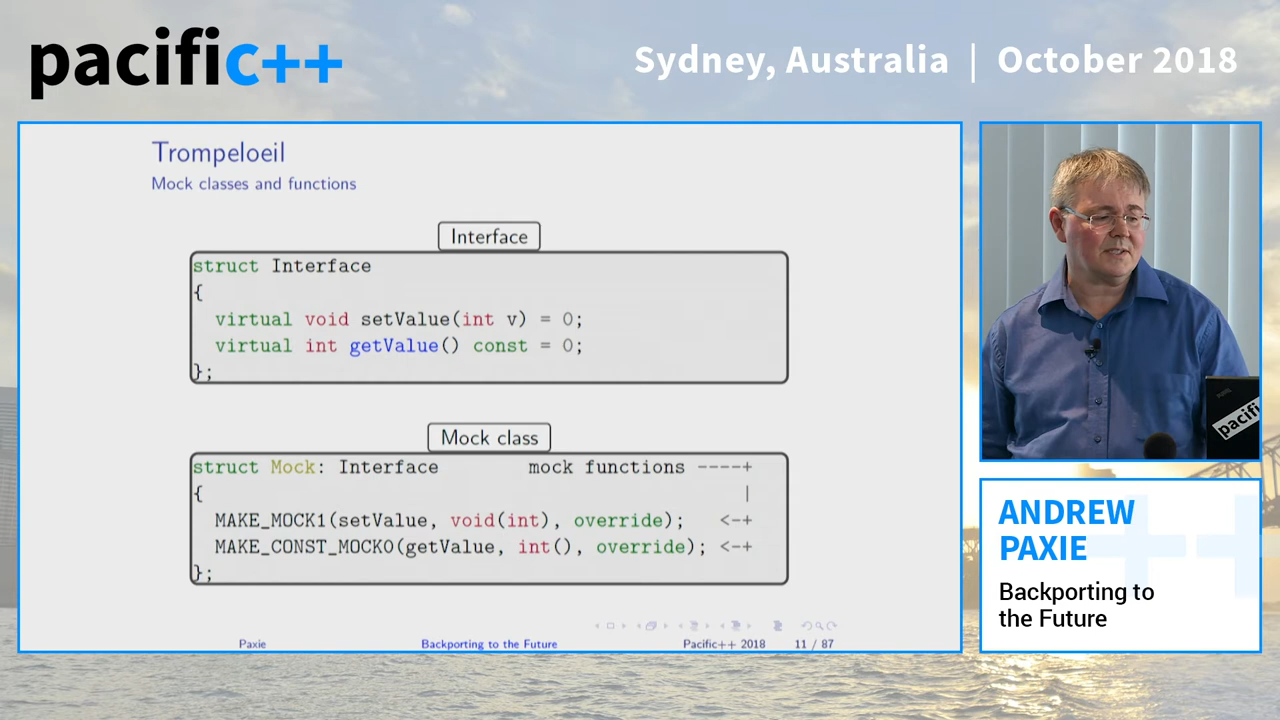 pacific++
Sydney, Australia | October 2018
Trompeloeil
Mock classes and functions
Interface
struct Interface
{
  virtual void setValue(int v) = 0;
  virtual int getValue() const = 0;
};
Mock class
struct Mock: Interface        mock functions ----+
{                                                |
  MAKE_MOCK1(setValue, void(int), override);   <-+
  MAKE_CONST_MOCK0(getValue, int(), override); <-+
};
Paxie
Backporting to the Future
Pacific++ 2018
11 / 87
pacifi
ANDREW
PAXIE
Backporting to
the Future